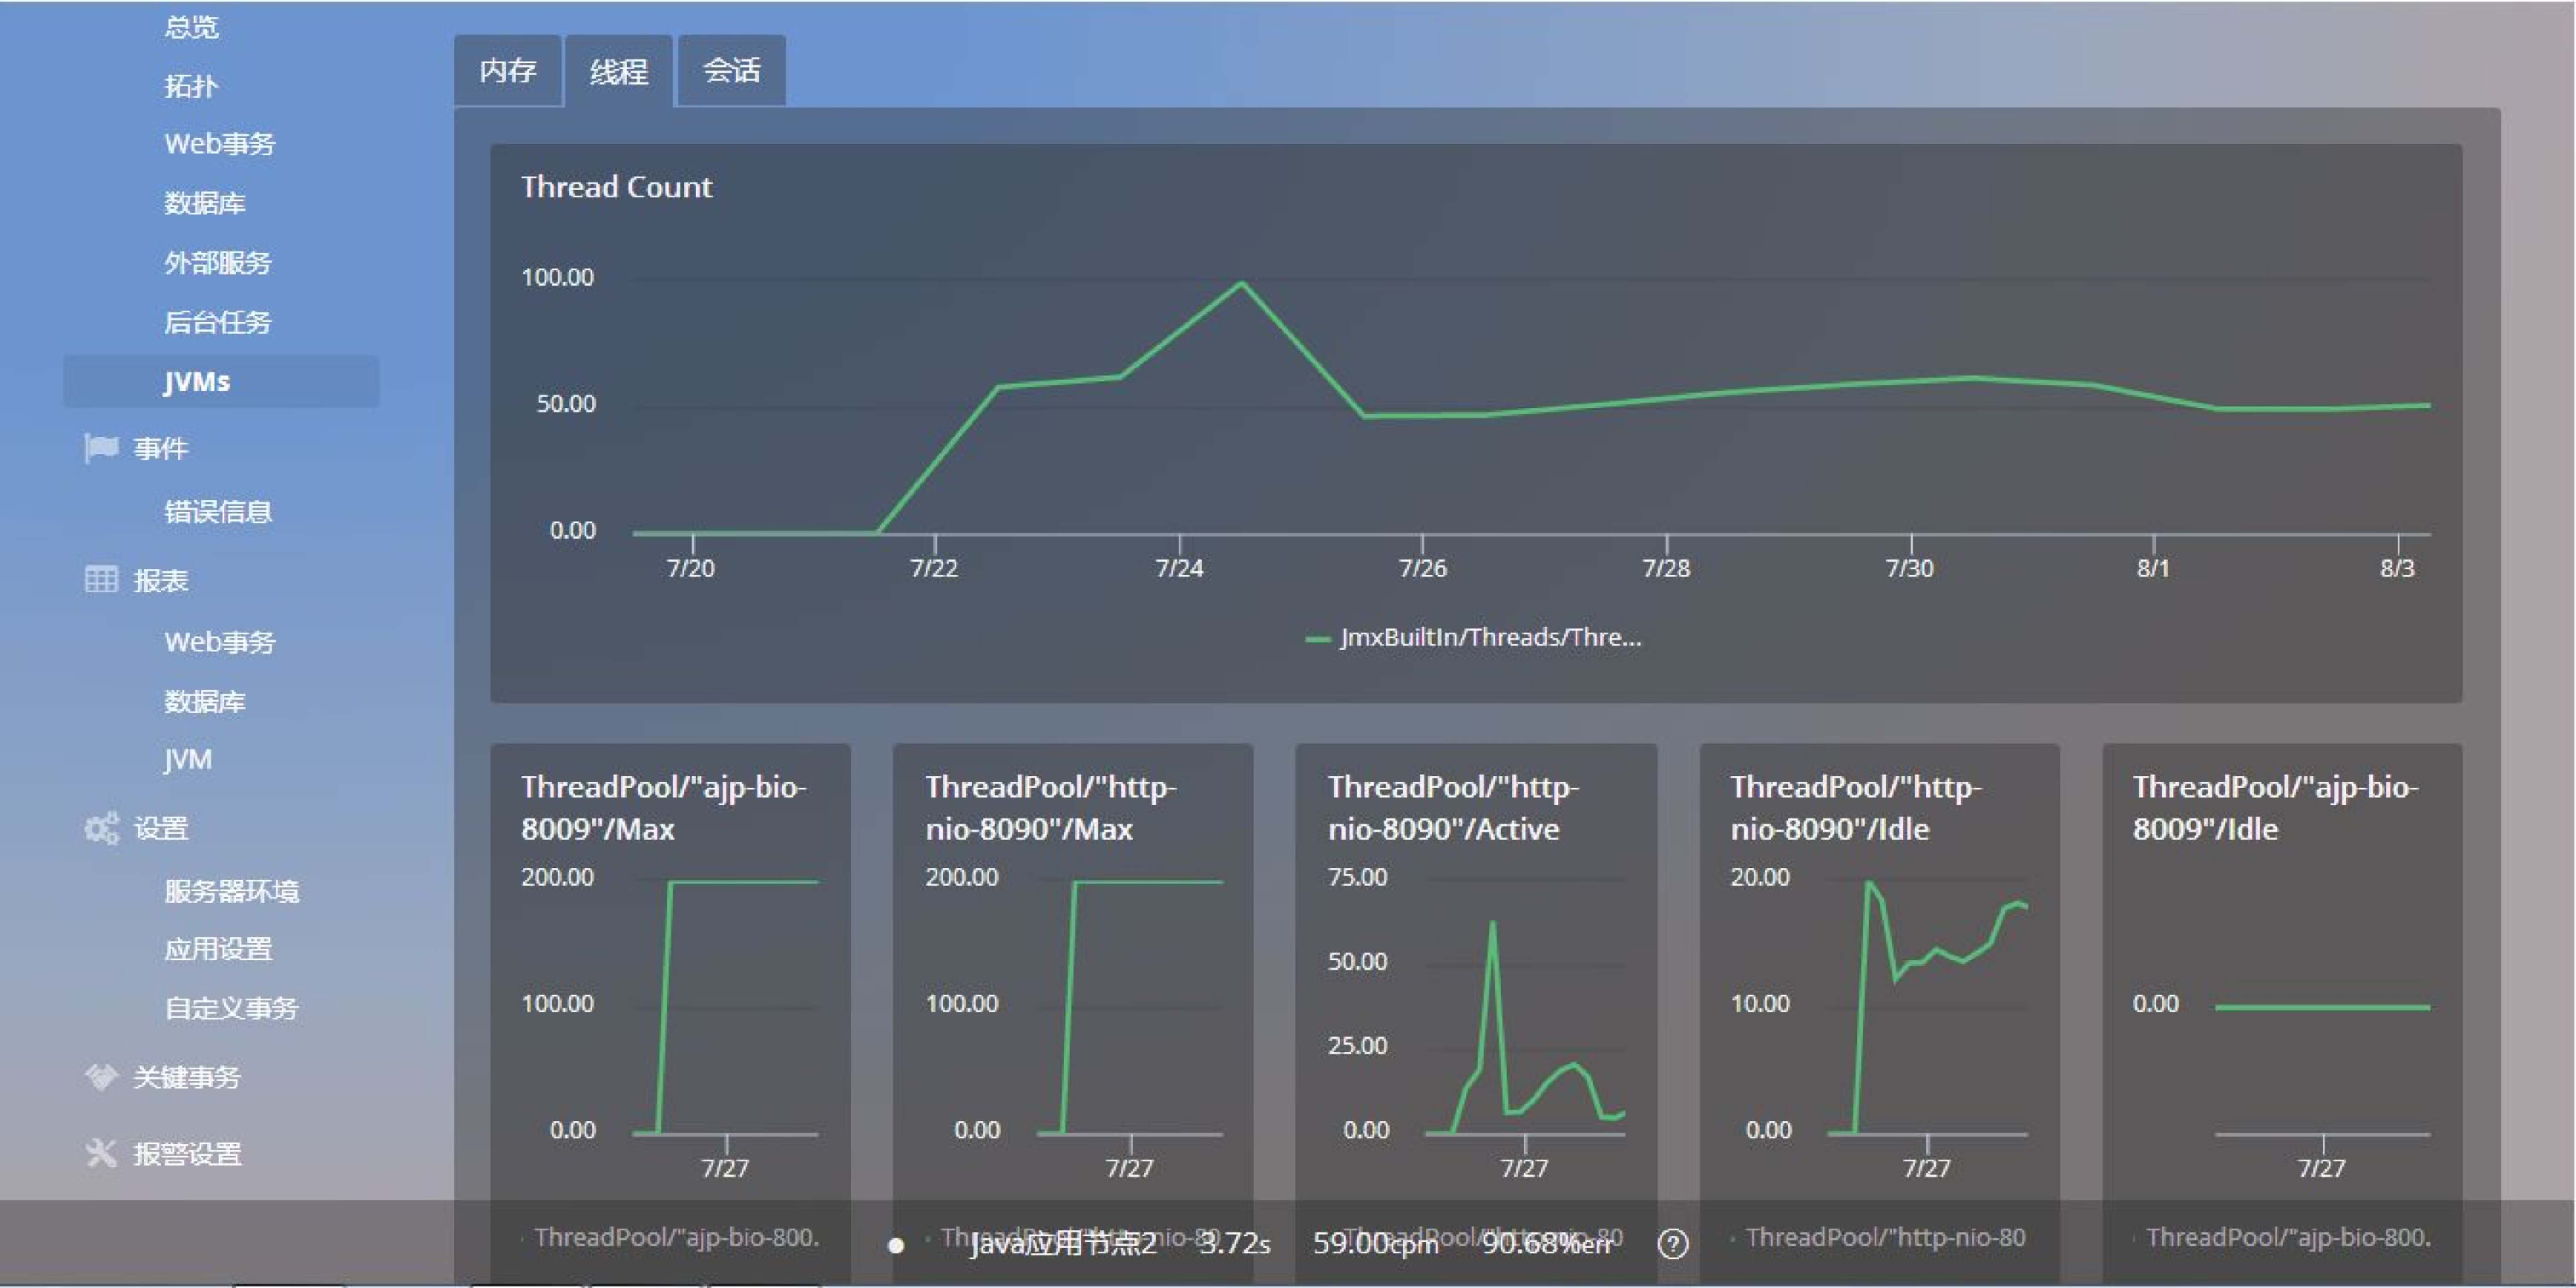 总览
拓扑
Web事务
数据库
外部服务
后台任务
JVMs
事件
错误信息
报表
Web事务
数据库
JVM
设置
服务器环境
应用设置
自定义事务
关键事务
报警设置
内存 线程 会话
Thread Count
100.00
50.00
0.00
7/20 7/22 7/24 7/26 7/28 7/30 8/1 8/3
JmxBuiltIn/Threads/Thre...
ThreadPool/"ajp-bio-
8009"/Max
200.00
100.00
0.00
7/27
ThreadPool/"ajp-bio-800.
ThreadPool/"http-
nio-8090"/Max
200.00
100.00
0.00
7/27
ThreadPool/"http-nio-80
ThreadPool/"http-
nio-8090"/Active
75.00
50.00
25.00
0.00
7/27
ThreadPool/"http-nio-80
ThreadPool/"http-
nio-8090"/Idle
20.00
10.00
0.00
7/27
ThreadPool/"http-nio-80
ThreadPool/"ajp-bio-
8009"/Idle
0.00
7/27
ThreadPool/"ajp-bio-800.
Java应用节点2 3.72s 59.00cpm 90.68%err ?